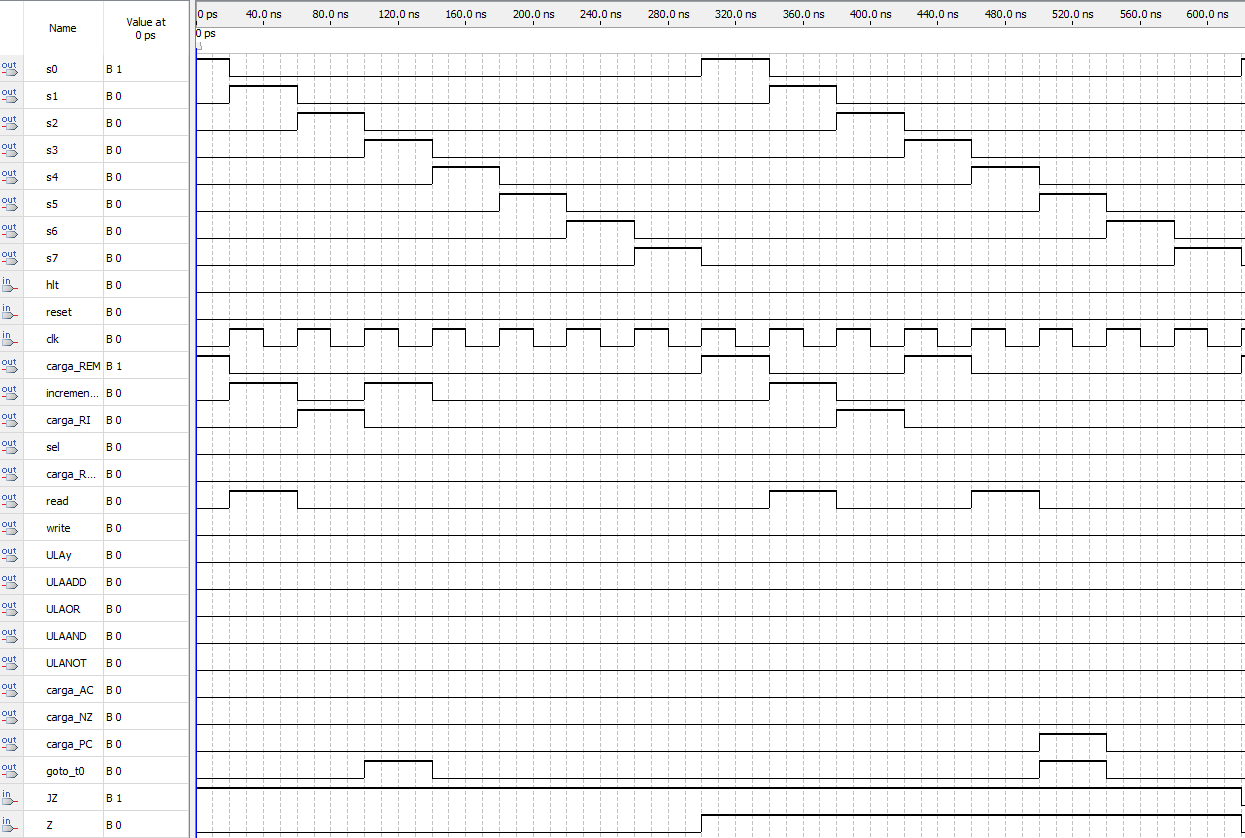 Name Value at 0 ps
0 ps 80.0 ns 40.0 ns 120.0 ns 160.0 ns 200.0 ns 240.0 ns 280.0 ns 320.0 ns 360.0 ns 400.0 ns 440.0 ns 480.0 ns 520.0 ns 560.0 ns 600.0 ns
0 ps
out s0 B 1
out s1 B 0
out s2 B 0
out s3 B 0
out s4 B 0
out s5 B 0
out s6 B 0
out s7 B 0
in hlt B 0
in reset B 0
in clk B 0
out carga_REM B 1
out incremen... B 0
out carga_RI B 0
out sel B 0
out carga_R... B 0
out read B 0
out write B 0
out ULAy B 0
out ULAADD B 0
out ULAOR B 0
out ULAAND B 0
out ULANOT B 0
out carga_AC B 0
out carga_NZ B 0
out carga_PC B 0
out goto_t0 B 0
in JZ B 1
in Z B 0